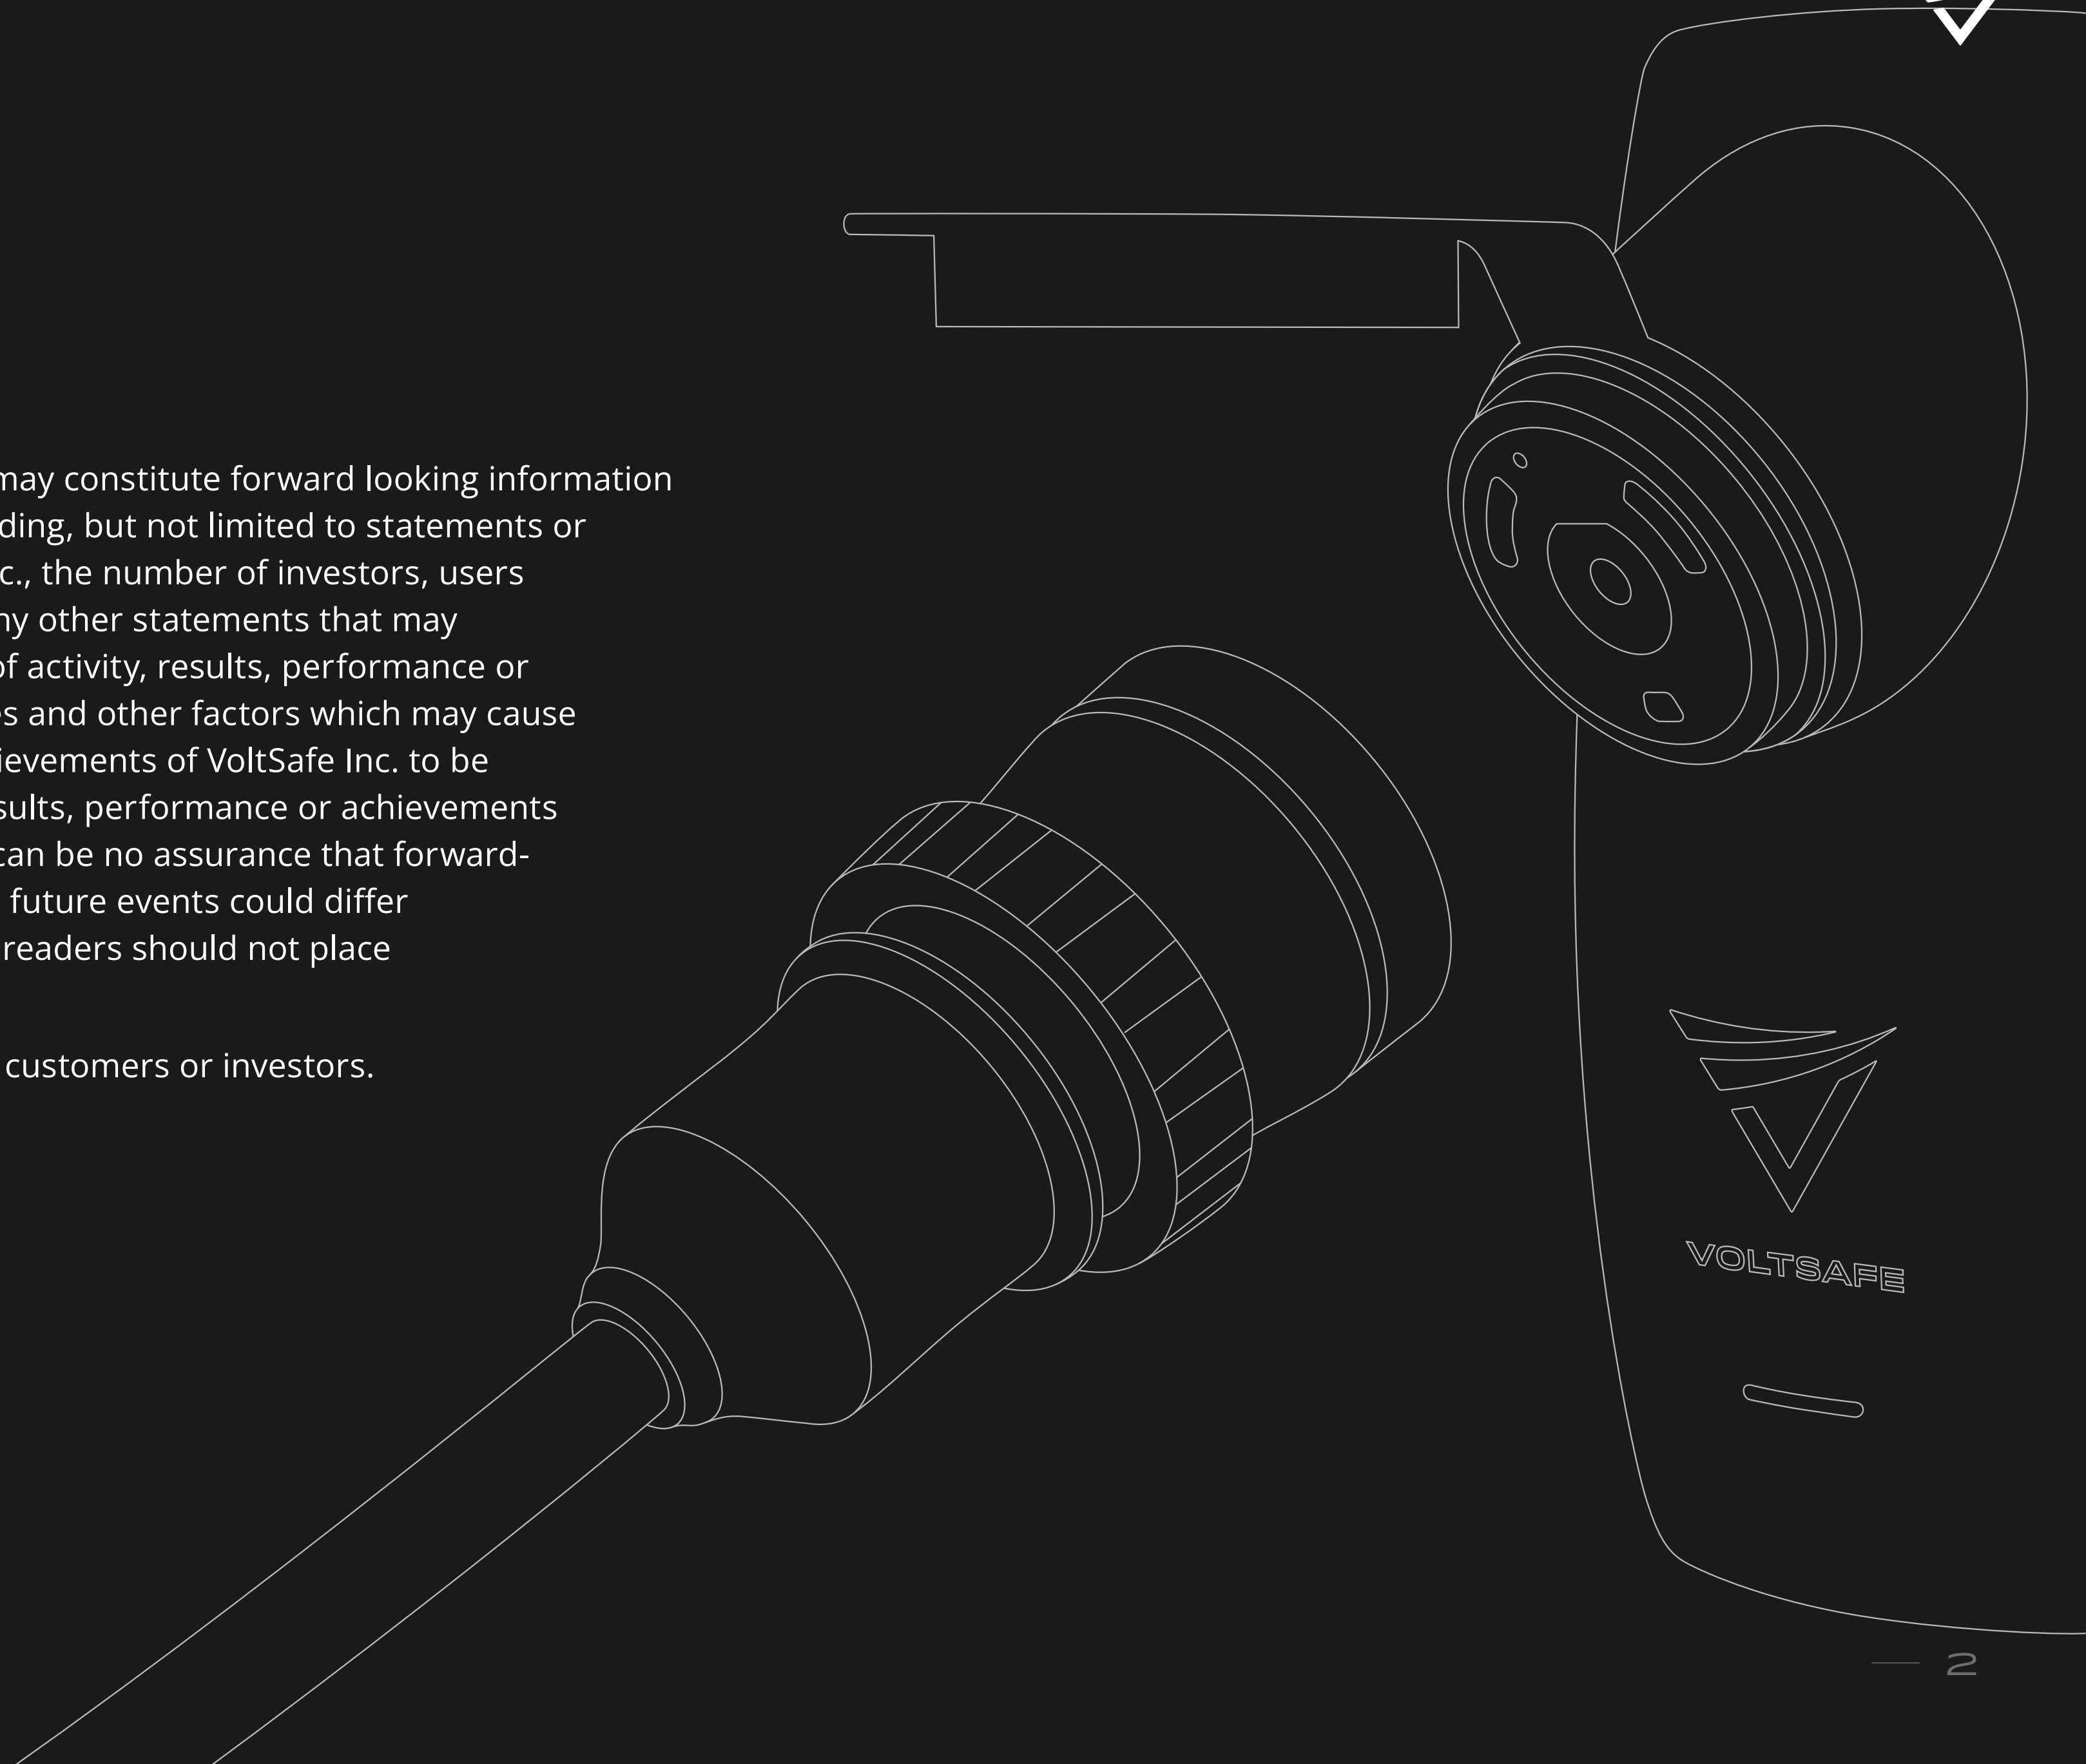 may constitute forward looking information
ding, but not limited to statements or
c., the number of investors, users
ny other statements that may
of activity, results, performance or
es and other factors which may cause
ievements of VoltSafe Inc. to be
sults, performance or achievements
can be no assurance that forward-
future events could differ
readers should not place
customers or investors.
VOLTSAFE
2